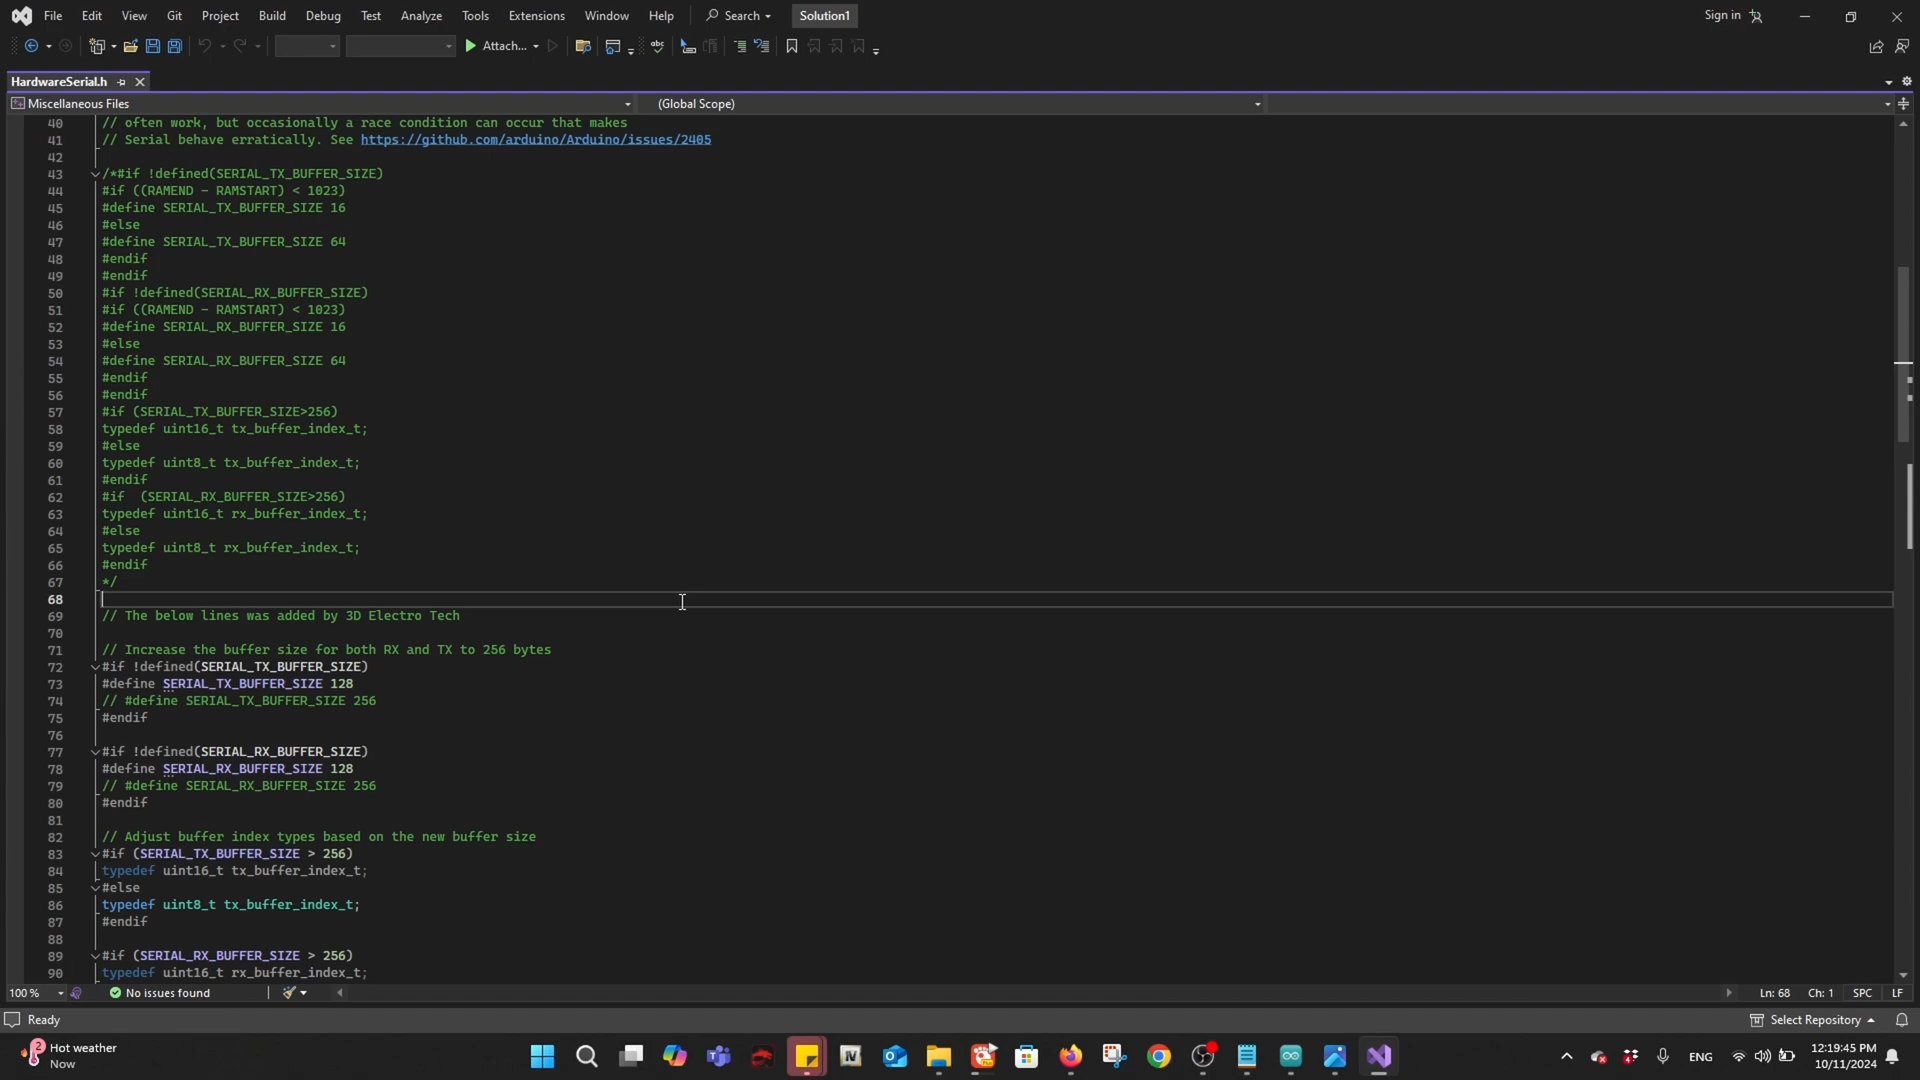 File Edit View Git Project Build Debug Test Analyze Tools Extensions Window Help Search Solution1 Sign in
Attach...
HardwareSerial.h
Miscellaneous Files (Global Scope)
40 // often work, but occasionally a race condition can occur that makes
41 // Serial behave erratically. See https://github.com/arduino/Arduino/issues/2405
42
43 /*#if !defined(SERIAL_TX_BUFFER_SIZE)
44 #if ((RAMEND - RAMSTART) < 1023)
45 #define SERIAL_TX_BUFFER_SIZE 16
46 #else
47 #define SERIAL_TX_BUFFER_SIZE 64
48 #endif
49 #endif
50 #if !defined(SERIAL_RX_BUFFER_SIZE)
51 #if ((RAMEND - RAMSTART) < 1023)
52 #define SERIAL_RX_BUFFER_SIZE 16
53 #else
54 #define SERIAL_RX_BUFFER_SIZE 64
55 #endif
56 #endif
57 #if (SERIAL_TX_BUFFER_SIZE>256)
58 typedef uint16_t tx_buffer_index_t;
59 #else
60 typedef uint8_t tx_buffer_index_t;
61 #endif
62 #if  (SERIAL_RX_BUFFER_SIZE>256)
63 typedef uint16_t rx_buffer_index_t;
64 #else
65 typedef uint8_t rx_buffer_index_t;
66 #endif
67 */
68
69 // The below lines was added by 3D Electro Tech
70
71 // Increase the buffer size for both RX and TX to 256 bytes
72 #if !defined(SERIAL_TX_BUFFER_SIZE)
73 #define SERIAL_TX_BUFFER_SIZE 128
74 // #define SERIAL_TX_BUFFER_SIZE 256
75 #endif
76
77 #if !defined(SERIAL_RX_BUFFER_SIZE)
78 #define SERIAL_RX_BUFFER_SIZE 128
79 // #define SERIAL_RX_BUFFER_SIZE 256
80 #endif
81
82 // Adjust buffer index types based on the new buffer size
83 #if (SERIAL_TX_BUFFER_SIZE > 256)
84 typedef uint16_t tx_buffer_index_t;
85 #else
86 typedef uint8_t tx_buffer_index_t;
87 #endif
88
89 #if (SERIAL_RX_BUFFER_SIZE > 256)
90 typedef uint16_t rx_buffer_index_t;
100 % No issues found Ln: 68 Ch: 1 SPC LF
Ready Select Repository
2 Hot weather
Now
ENG
12:19:45 PM
10/11/2024